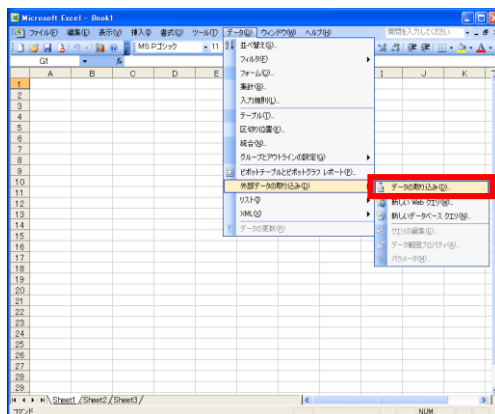 Microsoft Excel - Book1
ファイル(F) 編集(E) 表示(V) 挿入(I) 書式(O) ツール(T) データ(D) ウィンドウ(W) ヘルプ(H) 質問を入力してください
MS Pゴシック 11
G1 fx
A B C D E I J K
並べ替え(S)...
フィルタ(F)
フォーム(O)...
集計(B)...
入力規則(L)...
テーブル(T)...
区切り位置(E)...
統合(N)...
グループとアウトラインの設定(G)
ピボットテーブルとピボットグラフ レポート(P)...
外部データの取り込み(D)
リスト(I)
XML(X)
データの更新(R)
データの取り込み(D)...
新しい Web クエリ(W)...
新しいデータベース クエリ(N)...
クエリの編集(E)...
データ範囲プロパティ(A)...
パラメータ(M)...
1
2
3
4
5
6
7
8
9
10
11
12
13
14
15
16
17
18
19
20
21
22
23
24
25
26
27
28
29
Sheet1 / Sheet2 / Sheet3 /
コマンド NUM